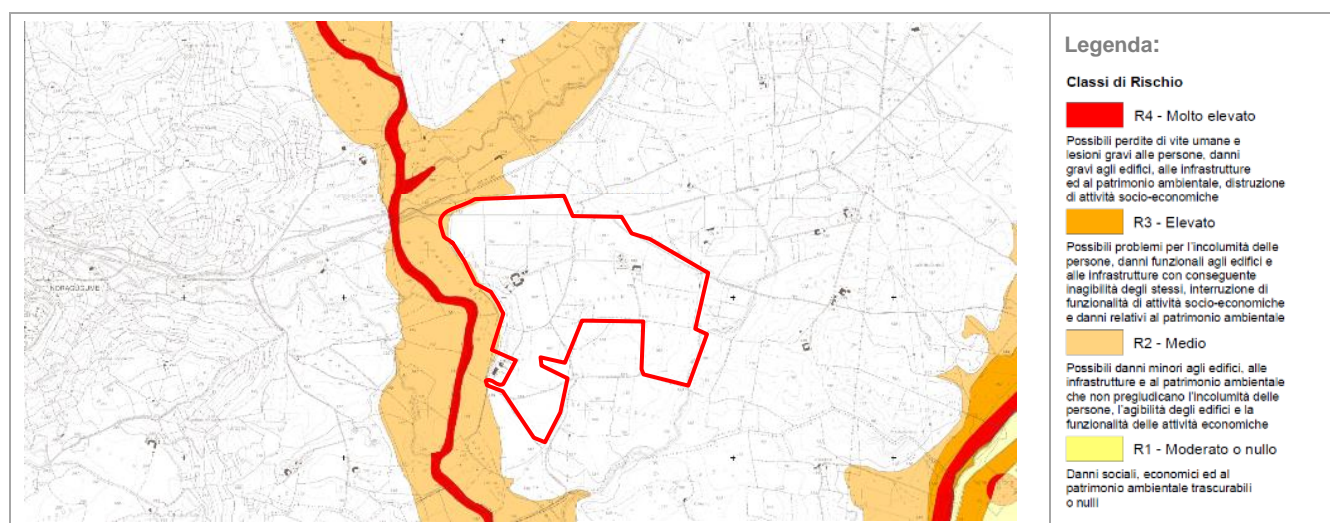 NORAGUGUME
Legenda:
Classi di Rischio
R4 - Molto elevato
Possibili perdite di vite umane e
lesioni gravi alle persone, danni
gravi agli edifici, alle infrastrutture
ed al patrimonio ambientale, distruzione
di attività socio-economiche
R3 - Elevato
Possibili problemi per l'incolumità delle
persone, danni funzionali agli edifici e
alle infrastrutture con conseguente
inagibilità degli stessi, interruzione di
funzionalità di attività socio-economiche
e danni relativi al patrimonio ambientale
R2 - Medio
Possibili danni minori agli edifici, alle
infrastrutture e al patrimonio ambientale
che non pregiudicano l'incolumità delle
persone, l'agibilità degli edifici e la
funzionalità delle attività economiche
R1 - Moderato o nullo
Danni sociali, economici ed al
patrimonio ambientale trascurabili
o nulli